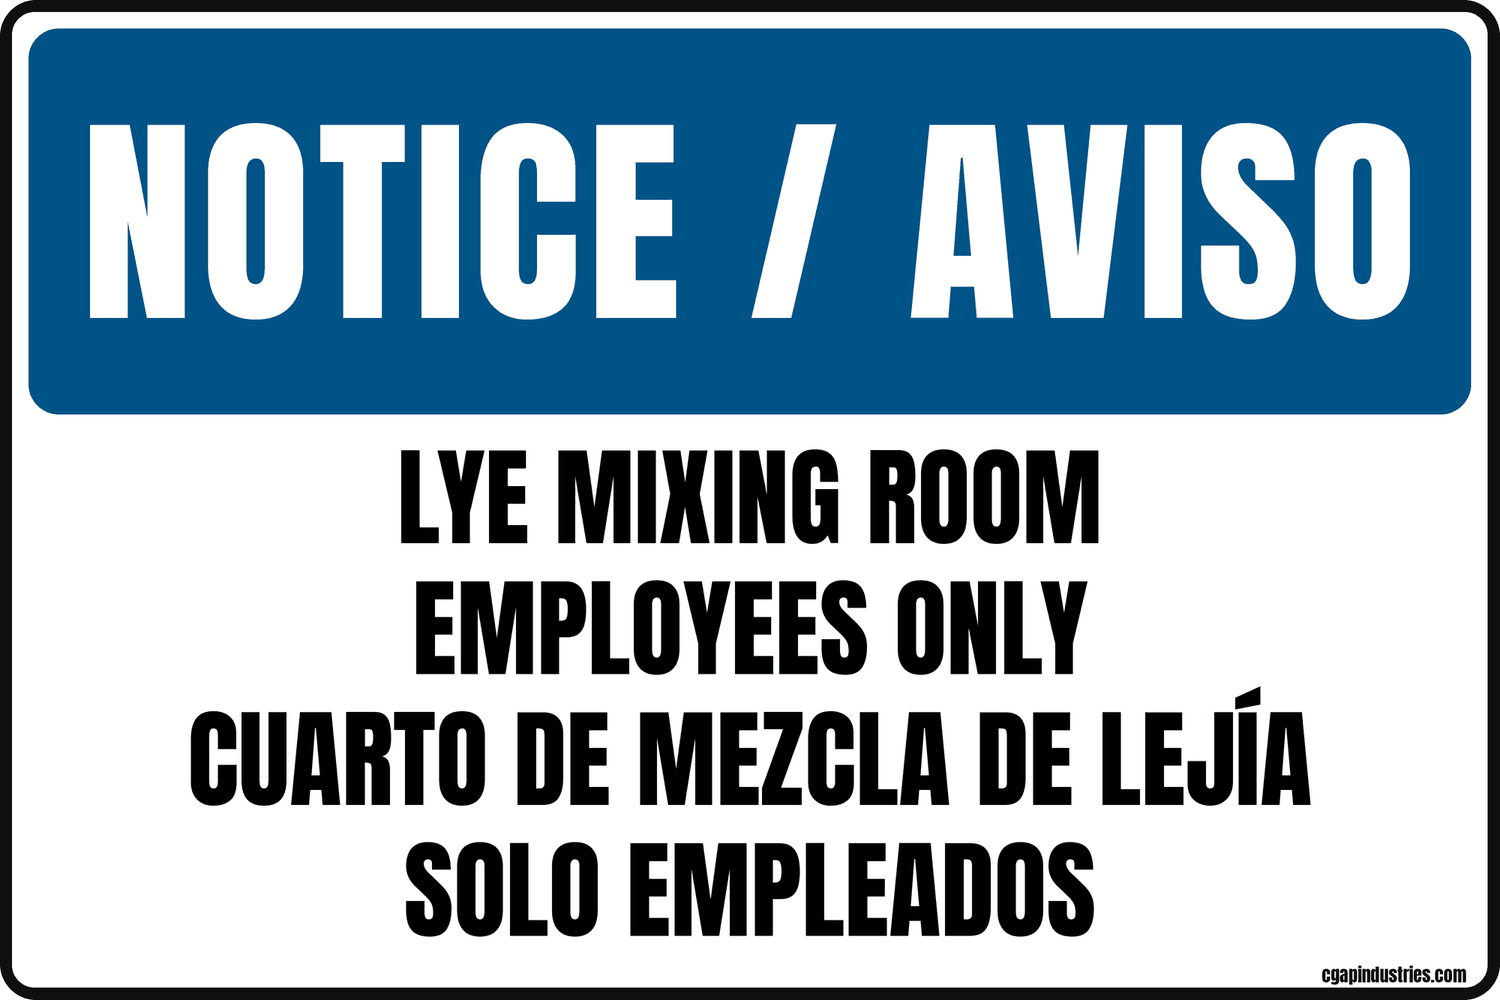 NOTICE / AVISO
LYE MIXING ROOM
EMPLOYEES ONLY
CUARTO DE MEZCLA DE LEJÍA
SOLO EMPLEADOS
cgapindustries.com